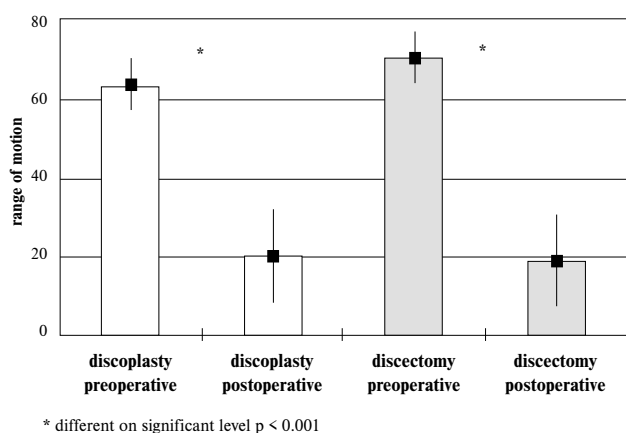 80
*
*
60
40
20
0
range of motion
discoplasty
preoperative
discoplasty
postoperative
discectomy
preoperative
discectomy
postoperative
* different on significant level p < 0.001